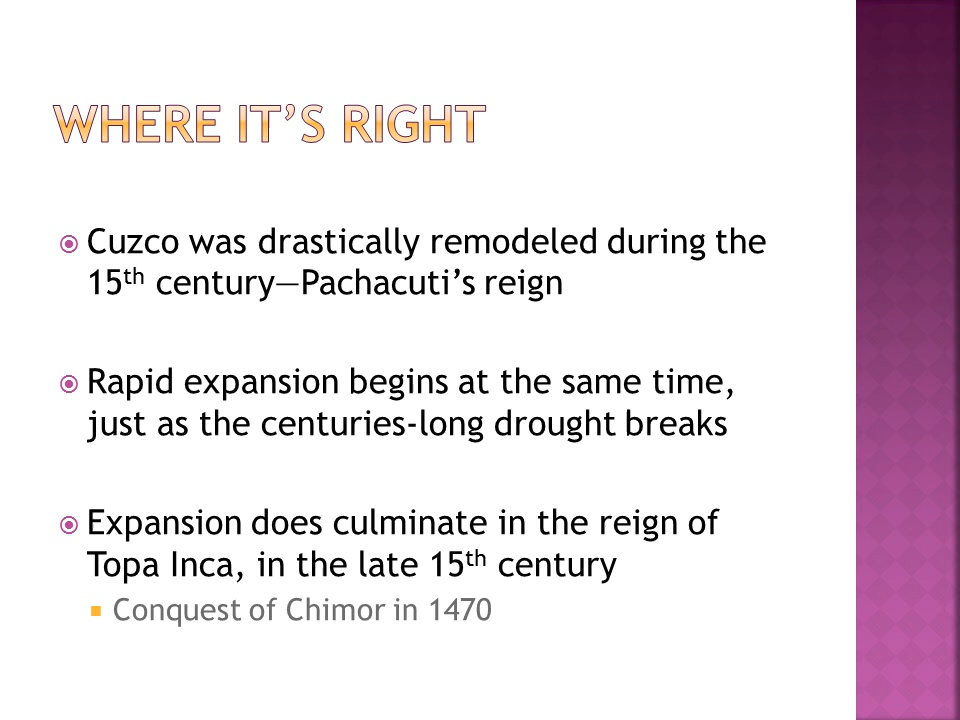 WHERE IT’S RIGHT
Cuzco was drastically remodeled during the
15th century—Pachacuti’s reign
Rapid expansion begins at the same time,
just as the centuries-long drought breaks
Expansion does culminate in the reign of
Topa Inca, in the late 15th century
Conquest of Chimor in 1470